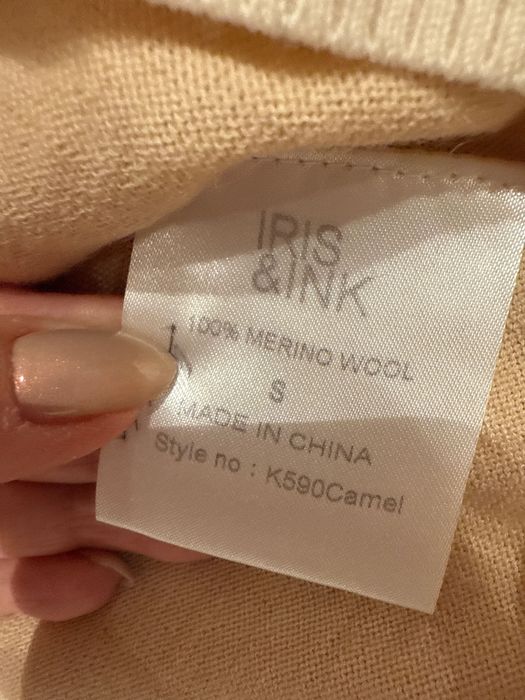 IRIS
&INK
100% MERINO WOOL
S
MADE IN CHINA
Style no : K590Camel